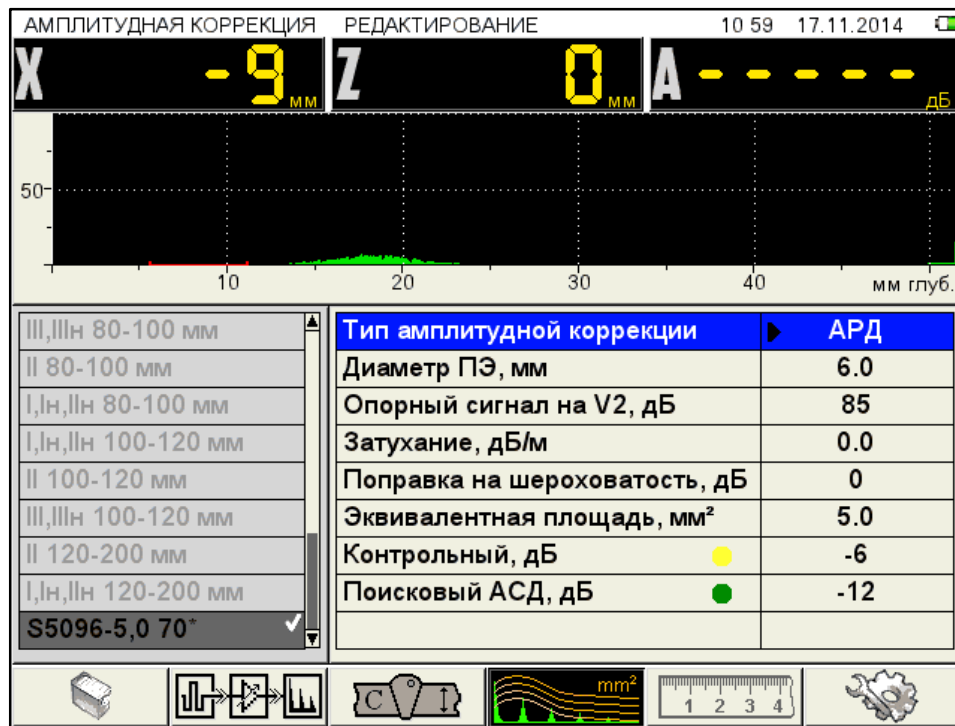 АМПЛИТУДНАЯ КОРРЕКЦИЯ РЕДАКТИРОВАНИЕ 10 59 17.11.2014
X -9 мм Z 0 мм A - - - - - дБ
50
10 20 30 40 мм глуб.
III,IIIн 80-100 мм
II 80-100 мм
I,Iн,IIн 80-100 мм
I,Iн,IIн 100-120 мм
II 100-120 мм
III,IIIн 100-120 мм
II 120-200 мм
I,Iн,IIн 120-200 мм
S5096-5,0 70*
Тип амплитудной коррекции АРД
Диаметр ПЭ, мм 6.0
Опорный сигнал на V2, дБ 85
Затухание, дБ/м 0.0
Поправка на шероховатость, дБ 0
Эквивалентная площадь, мм² 5.0
Контрольный, дБ -6
Поисковый АСД, дБ -12
C mm² 1 2 3 4